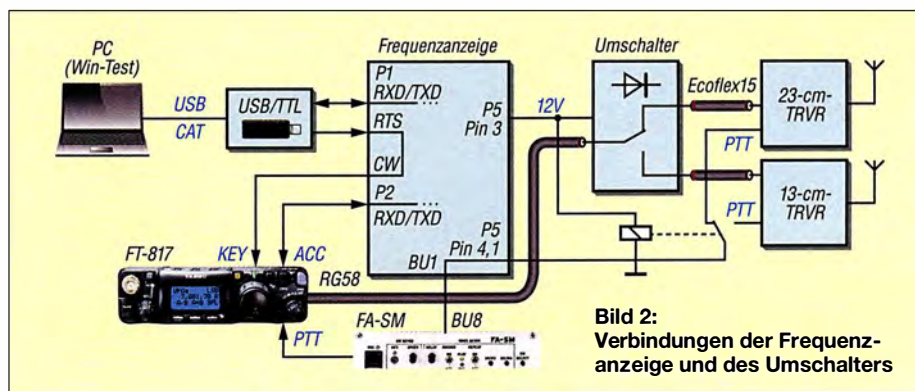 PC
(Win-Test)
USB
CAT
USB/TTL
Frequenzanzeige
P1
RXD/TXD
RTS
CW
P2
RXD/TXD
P5
Pin 3
P5
Pin 4,1
BU1
12V
Umschalter
Ecoflex15
23-cm-
TRVR
PTT
13-cm-
TRVR
PTT
FT-817
KEY
ACC
RG58
PTT
FA-SM
BU8
FA-SM
Bild 2:
Verbindungen der Frequenz-
anzeige und des Umschalters